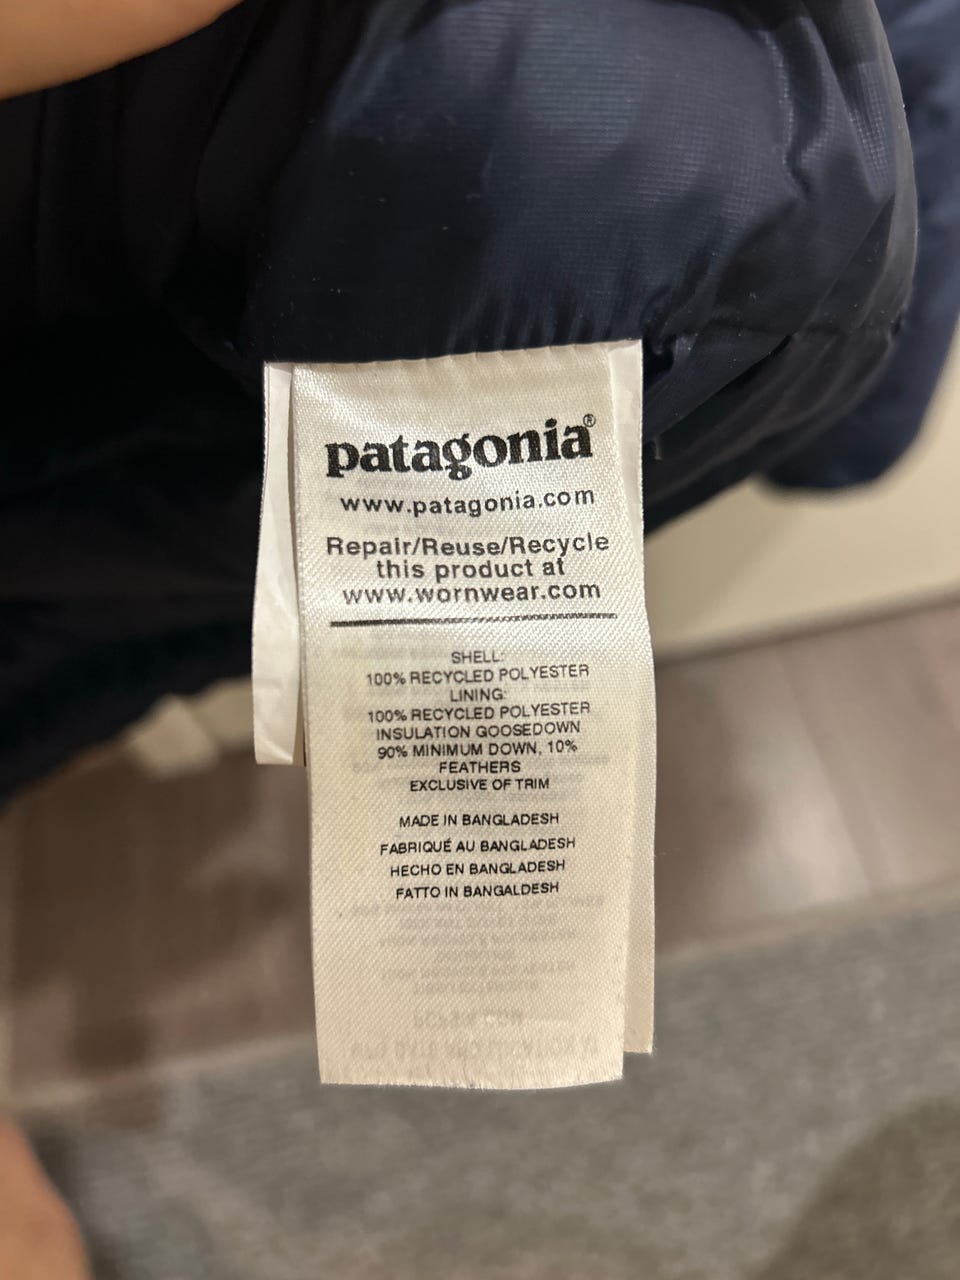 patagonia®
www.patagonia.com
Repair/Reuse/Recycle
this product at
www.wornwear.com
SHELL:
100% RECYCLED POLYESTER
LINING:
100% RECYCLED POLYESTER
INSULATION GOOSEDOWN
90% MINIMUM DOWN, 10%
FEATHERS
EXCLUSIVE OF TRIM
MADE IN BANGLADESH
FABRIQUÉ AU BANGLADESH
HECHO EN BANGLADESH
FATTO IN BANGALDESH